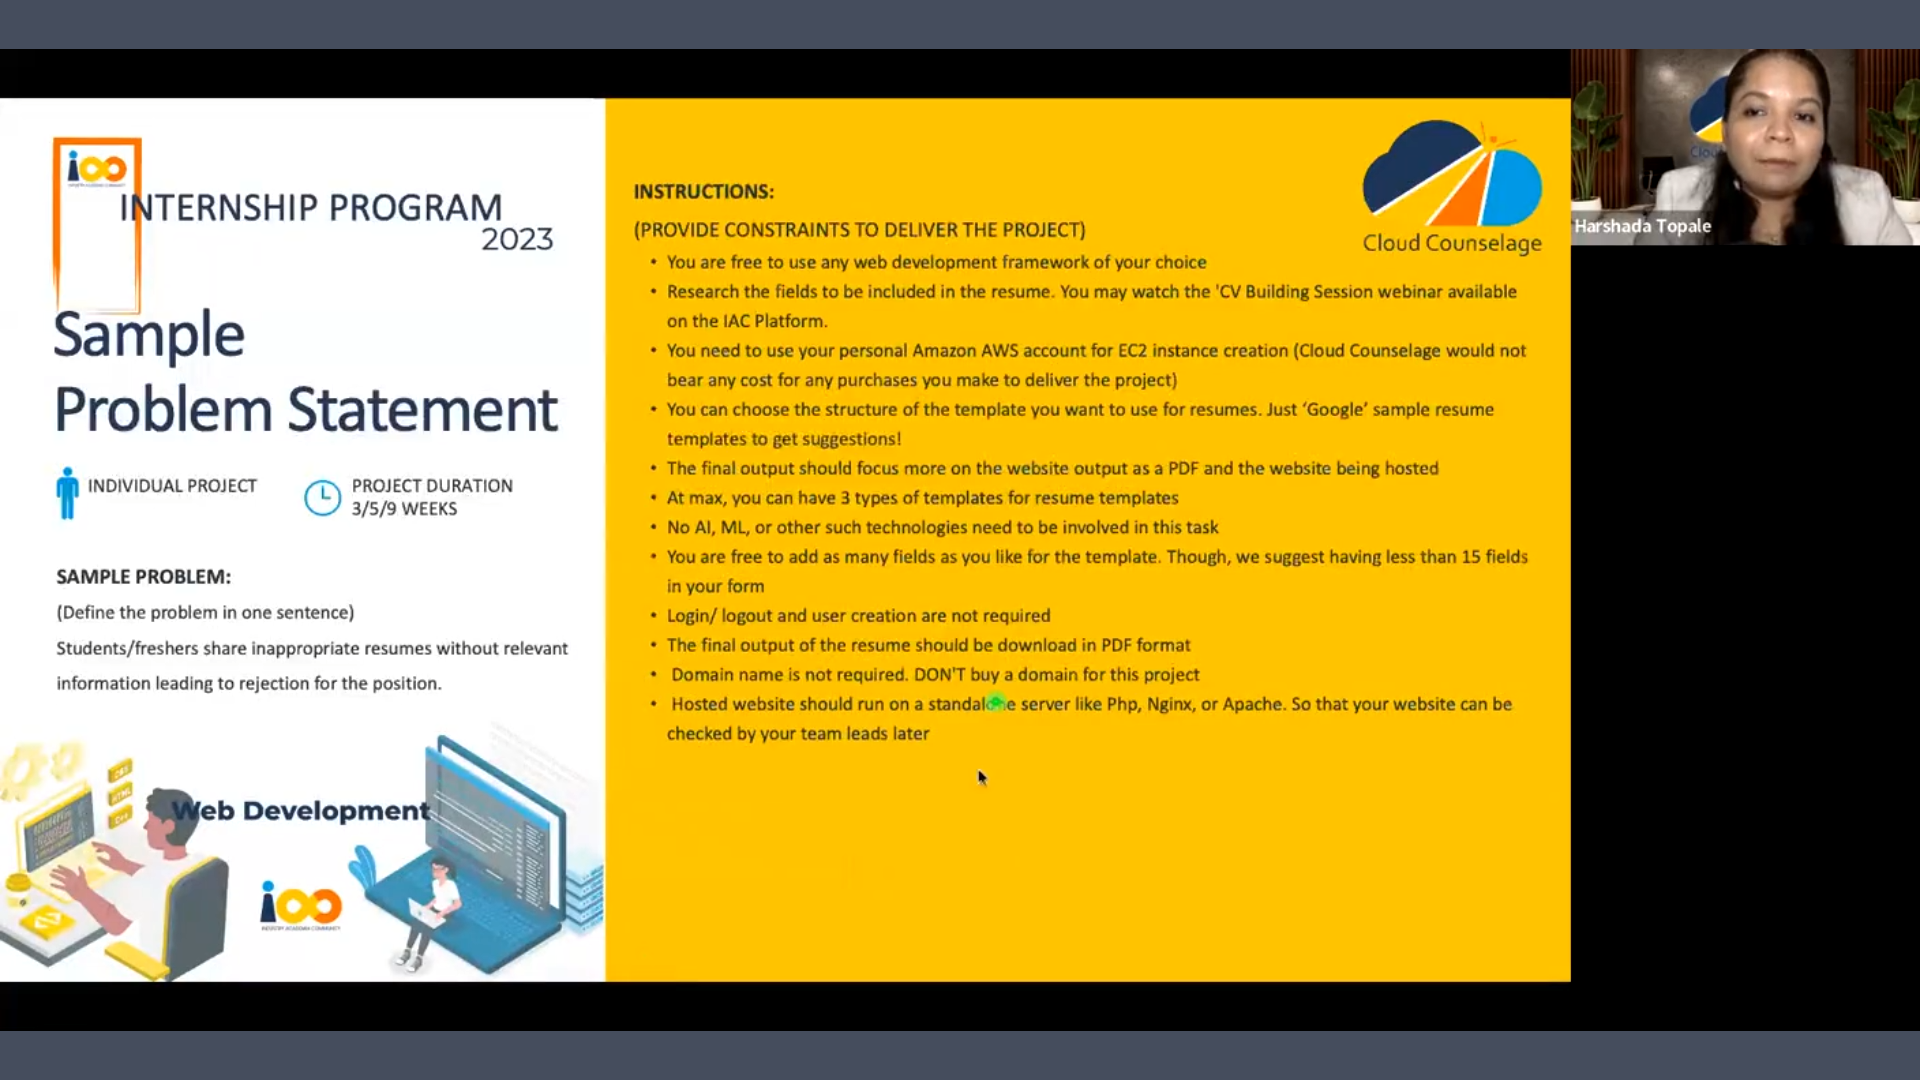 INTERNSHIP PROGRAM
2023
Sample
Problem Statement
INDIVIDUAL PROJECT
PROJECT DURATION
3/5/9 WEEKS
SAMPLE PROBLEM:
(Define the problem in one sentence)
Students/freshers share inappropriate resumes without relevant
information leading to rejection for the position.
Web Development
INDUSTRY ACADEMIA COMMUNITY
INSTRUCTIONS:
(PROVIDE CONSTRAINTS TO DELIVER THE PROJECT)
• You are free to use any web development framework of your choice
• Research the fields to be included in the resume. You may watch the 'CV Building Session webinar available
on the IAC Platform.
• You need to use your personal Amazon AWS account for EC2 instance creation (Cloud Counselage would not
bear any cost for any purchases you make to deliver the project)
• You can choose the structure of the template you want to use for resumes. Just ‘Google’ sample resume
templates to get suggestions!
• The final output should focus more on the website output as a PDF and the website being hosted
• At max, you can have 3 types of templates for resume templates
• No AI, ML, or other such technologies need to be involved in this task
• You are free to add as many fields as you like for the template. Though, we suggest having less than 15 fields
in your form
• Login/ logout and user creation are not required
• The final output of the resume should be download in PDF format
• Domain name is not required. DON'T buy a domain for this project
• Hosted website should run on a standalone server like Php, Nginx, or Apache. So that your website can be
checked by your team leads later
Cloud Counselage
Harshada Topale